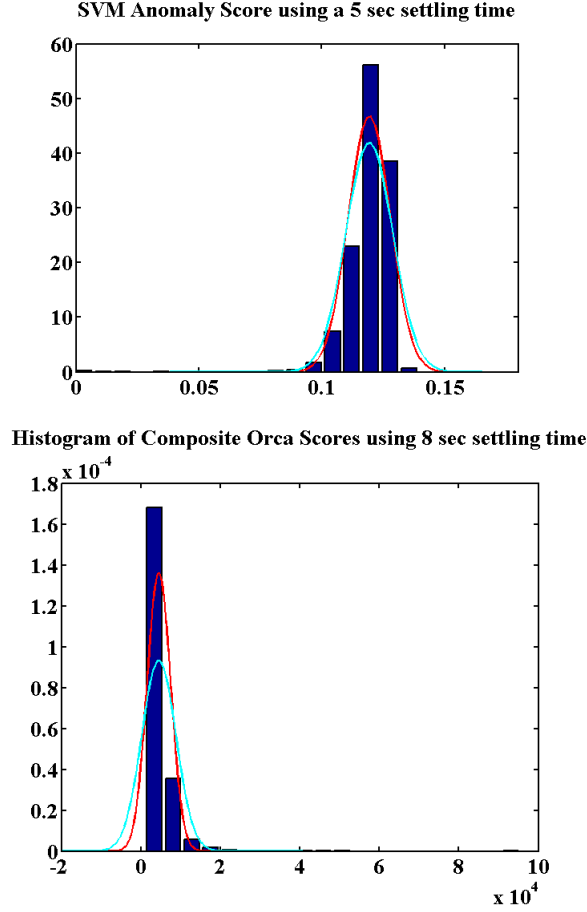 SVM Anomaly Score using a 5 sec settling time
60
50
40
30
20
10
0
0 0.05 0.1 0.15
Histogram of Composite Orca Scores using 8 sec settling time
x 10^-4
1.8
1.6
1.4
1.2
1
0.8
0.6
0.4
0.2
0
-2 0 2 4 6 8 10
x 10^4